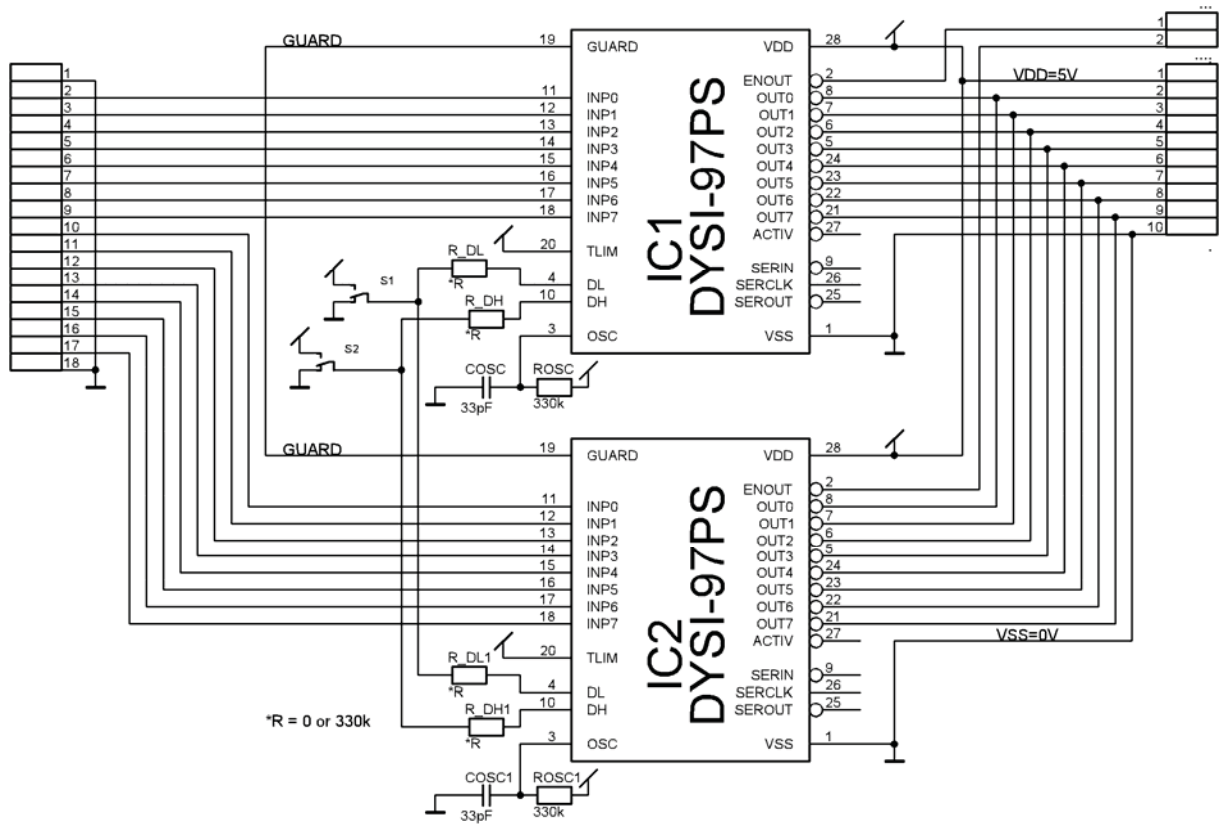 ...
1
2
GUARD
19
GUARD
VDD
28
ENOUT
2
....
VDD=5V
1
2
3
4
5
6
7
8
9
10
.
1
2
3
4
5
6
7
8
9
10
11
12
13
14
15
16
17
18
11
INP0
12
INP1
13
INP2
14
INP3
15
INP4
16
INP5
17
INP6
18
INP7
20
TLIM
4
DL
10
DH
3
OSC
IC1
DYSI-97PS
OUT0
8
OUT1
7
OUT2
6
OUT3
5
OUT4
24
OUT5
23
OUT6
22
OUT7
21
ACTIV
27
SERIN
9
SERCLK
26
SEROUT
25
VSS
1
S1
S2
R_DL
*R
R_DH
*R
COSC
33pF
ROSC
330k
GUARD
19
GUARD
VDD
28
ENOUT
2
11
INP0
12
INP1
13
INP2
14
INP3
15
INP4
16
INP5
17
INP6
18
INP7
20
TLIM
4
DL
10
DH
3
OSC
IC2
DYSI-97PS
OUT0
8
OUT1
7
OUT2
6
OUT3
5
OUT4
24
OUT5
23
OUT6
22
OUT7
21
ACTIV
27
SERIN
9
SERCLK
26
SEROUT
25
VSS
1
VSS=0V
R_DL1
*R
R_DH1
*R
*R = 0 or 330k
COSC1
33pF
ROSC1
330k